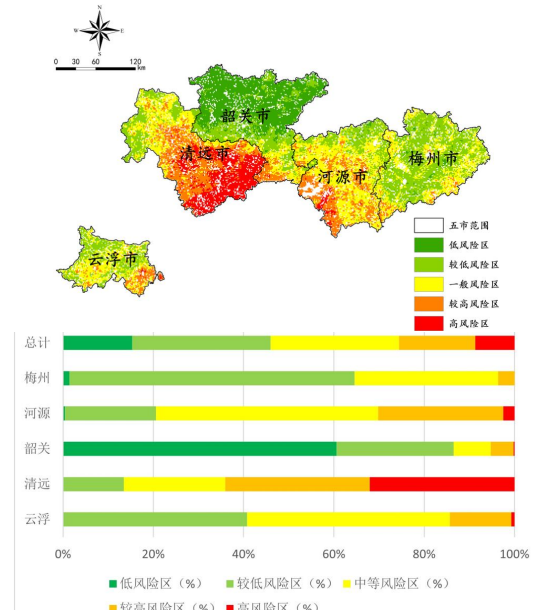 N
W E
S
0 30 60 120
km
韶关市
清远市
河源市
梅州市
云浮市
五市范围
低风险区
较低风险区
一般风险区
较高风险区
高风险区
总计
梅州
河源
韶关
清远
云浮
0% 20% 40% 60% 80% 100%
低风险区（%） 较低风险区（%） 中等风险区（%）
较高风险区（%） 高风险区（%）